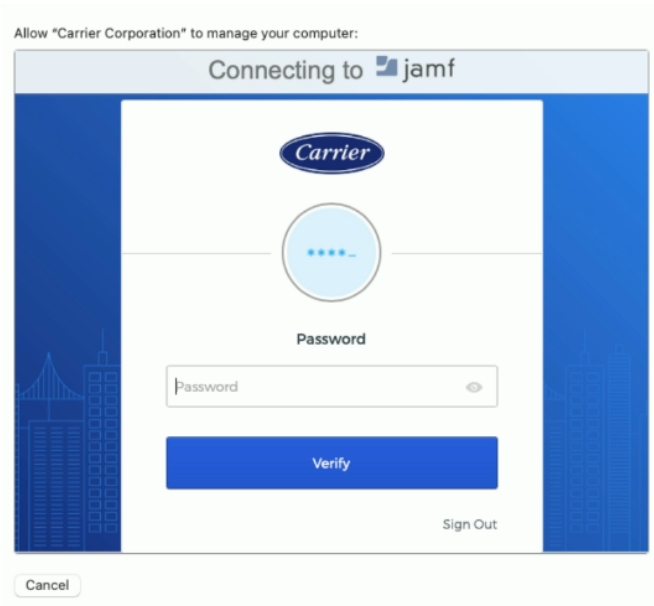 Allow “Carrier Corporation” to manage your computer:
Connecting to jamf
Carrier
****_
Password
Password
Verify
Sign Out
Cancel